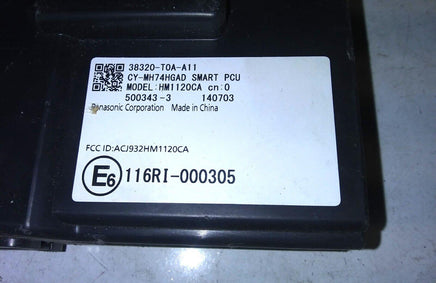 38320-T0A-A11
CY-MH74HGAD SMART PCU
MODEL:HM1120CA cn:0
500343-3 140703
Panasonic Corporation Made in China
FCC ID:ACJ932HM1120CA
E6 116RI-000305